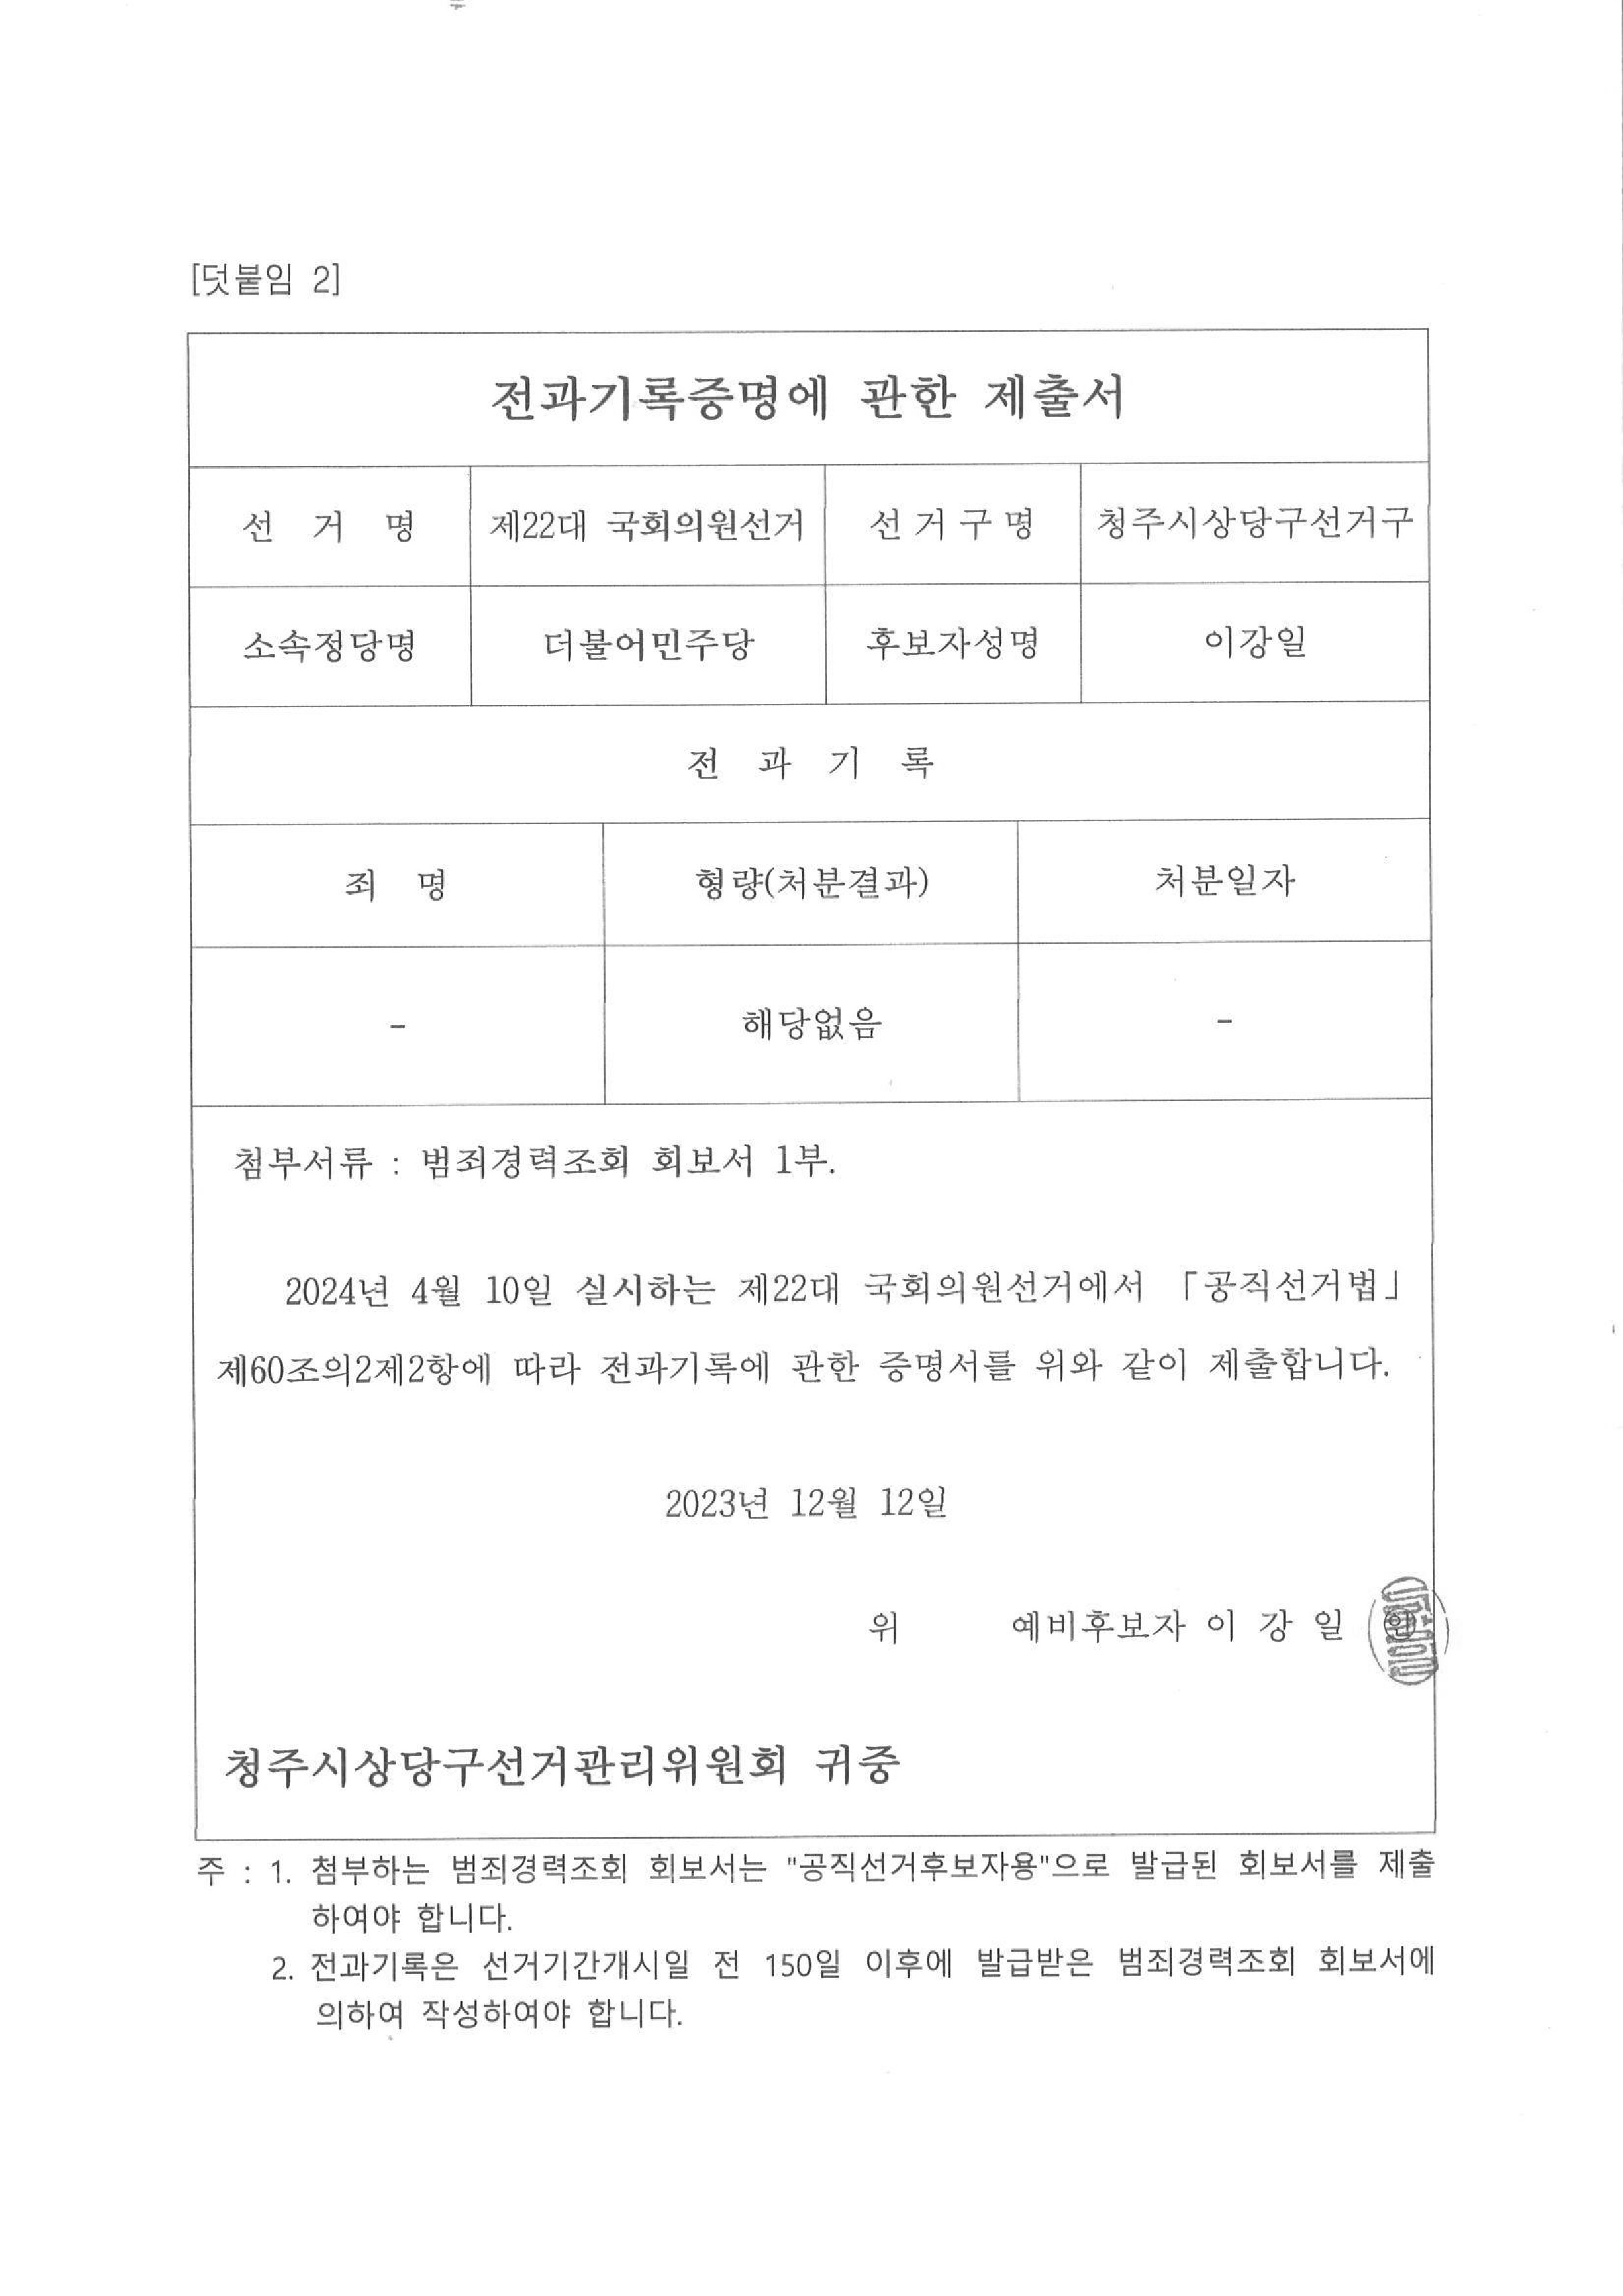 [덧붙임 2]
전과기록증명에 관한 제출서
선 거 명 제22대 국회의원선거 선거구명 청주시상당구선거구
소속정당명 더불어민주당 후보자성명 이강일
전 과 기 록
죄 명 형량(처분결과) 처분일자
- 해당없음 -
첨부서류 : 범죄경력조회 회보서 1부.
2024년 4월 10일 실시하는 제22대 국회의원선거에서 「공직선거법」
제60조의2제2항에 따라 전과기록에 관한 증명서를 위와 같이 제출합니다.
2023년 12월 12일
위 예비후보자 이 강 일 인
청주시상당구선거관리위원회 귀중
주 : 1. 첨부하는 범죄경력조회 회보서는 "공직선거후보자용"으로 발급된 회보서를 제출
하여야 합니다.
2. 전과기록은 선거기간개시일 전 150일 이후에 발급받은 범죄경력조회 회보서에
의하여 작성하여야 합니다.